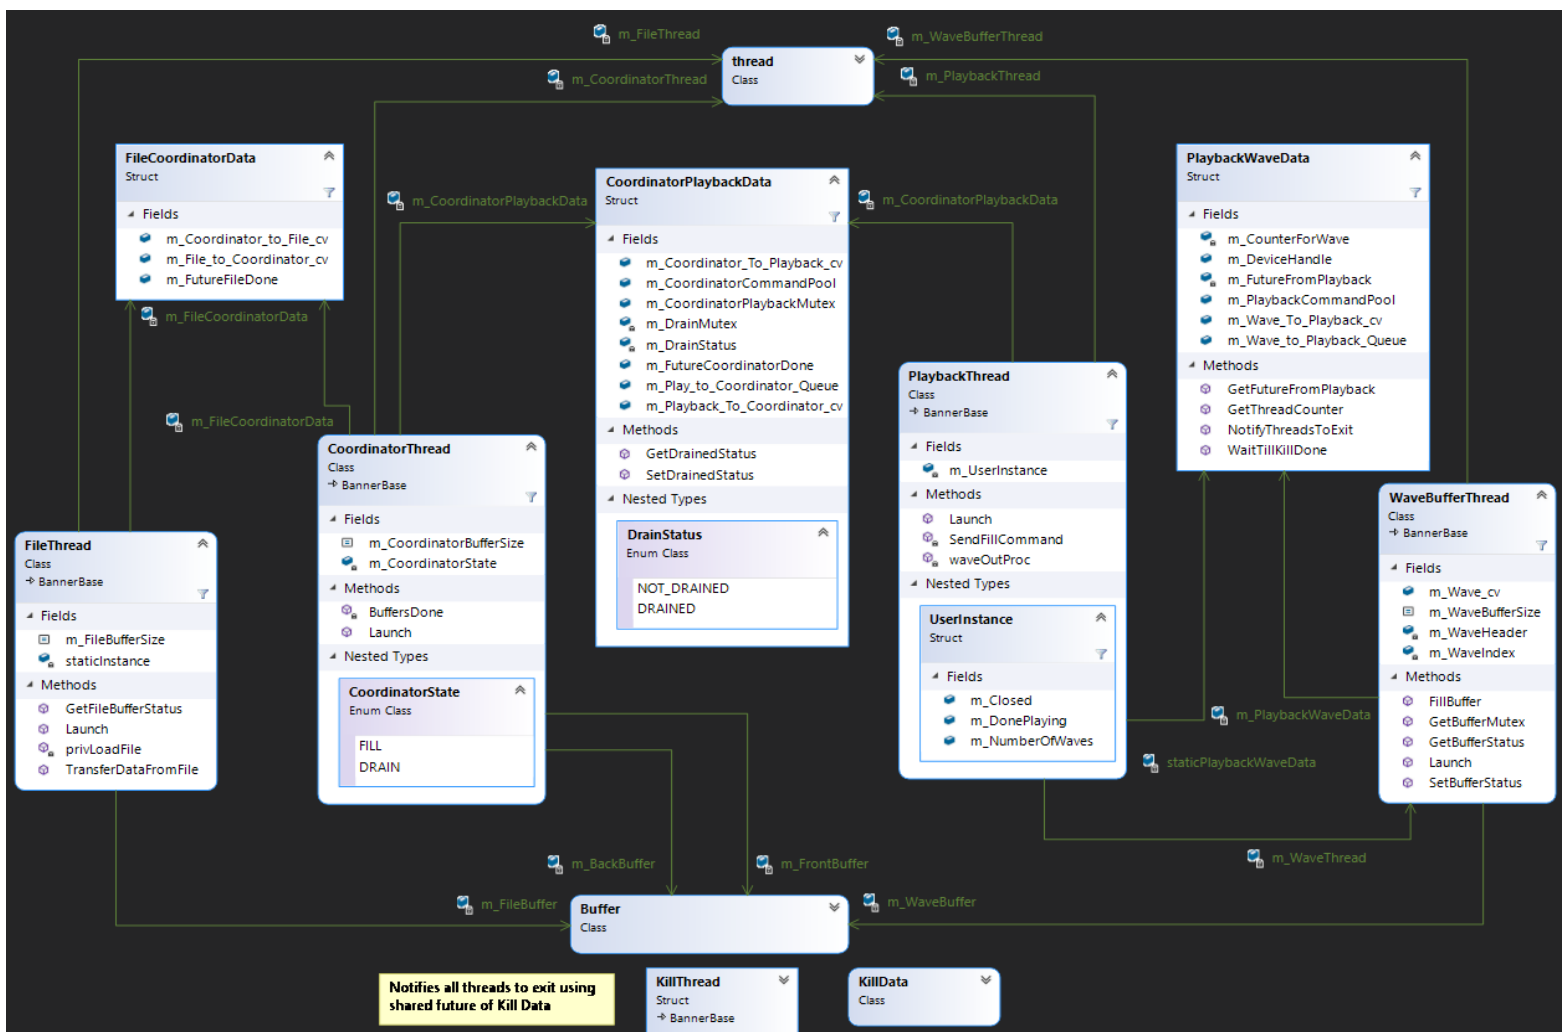 m_FileThread
m_WaveBufferThread
thread
Class
m_CoordinatorThread
m_PlaybackThread
FileCoordinatorData
Struct
Fields
m_Coordinator_to_File_cv
m_File_to_Coordinator_cv
m_FutureFileDone
m_FileCoordinatorData
m_FileCoordinatorData
m_CoordinatorPlaybackData
CoordinatorPlaybackData
Struct
Fields
m_Coordinator_To_Playback_cv
m_CoordinatorCommandPool
m_CoordinatorPlaybackMutex
m_DrainMutex
m_DrainStatus
m_FutureCoordinatorDone
m_Play_to_Coordinator_Queue
m_Playback_To_Coordinator_cv
Methods
GetDrainedStatus
SetDrainedStatus
Nested Types
DrainStatus
Enum Class
NOT_DRAINED
DRAINED
m_CoordinatorPlaybackData
PlaybackWaveData
Struct
Fields
m_CounterForWave
m_DeviceHandle
m_FutureFromPlayback
m_PlaybackCommandPool
m_Wave_To_Playback_cv
m_Wave_to_Playback_Queue
Methods
GetFutureFromPlayback
GetThreadCounter
NotifyThreadsToExit
WaitTillKillDone
FileThread
Class
BannerBase
Fields
m_FileBufferSize
staticInstance
Methods
GetFileBufferStatus
Launch
privLoadFile
TransferDataFromFile
CoordinatorThread
Class
BannerBase
Fields
m_CoordinatorBufferSize
m_CoordinatorState
Methods
BuffersDone
Launch
Nested Types
CoordinatorState
Enum Class
FILL
DRAIN
PlaybackThread
Class
BannerBase
Fields
m_UserInstance
Methods
Launch
SendFillCommand
waveOutProc
Nested Types
UserInstance
Struct
Fields
m_Closed
m_DonePlaying
m_NumberOfWaves
WaveBufferThread
Class
BannerBase
Fields
m_Wave_cv
m_WaveBufferSize
m_WaveHeader
m_WaveIndex
Methods
FillBuffer
GetBufferMutex
GetBufferStatus
Launch
SetBufferStatus
m_PlaybackWaveData
staticPlaybackWaveData
m_WaveThread
m_BackBuffer
m_FrontBuffer
m_FileBuffer
m_WaveBuffer
Buffer
Class
Notifies all threads to exit using
shared future of Kill Data
KillThread
Struct
BannerBase
KillData
Class